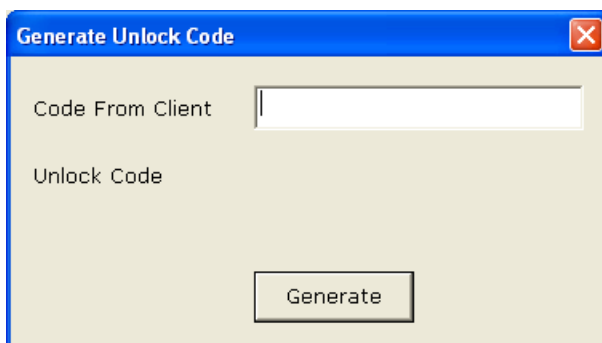 Generate Unlock Code
Code From Client
Unlock Code
Generate